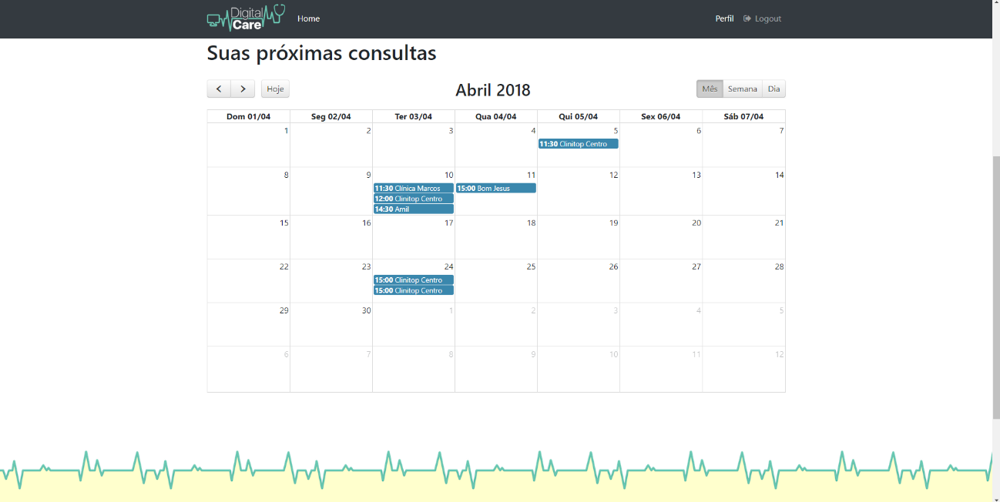 Digital Care
Home
Perfil
Logout
Suas próximas consultas
Hoje
Abril 2018
Mês Semana Dia
Dom 01/04 Seg 02/04 Ter 03/04 Qua 04/04 Qui 05/04 Sex 06/04 Sáb 07/04
1 2 3 4 5 6 7
11:30 Clinitop Centro
8 9 10 11 12 13 14
11:30 Clínica Marcos 15:00 Bom Jesus
12:00 Clinitop Centro
14:30 Amil
15 16 17 18 19 20 21
22 23 24 25 26 27 28
15:00 Clinitop Centro
15:00 Clinitop Centro
29 30 1 2 3 4 5
6 7 8 9 10 11 12